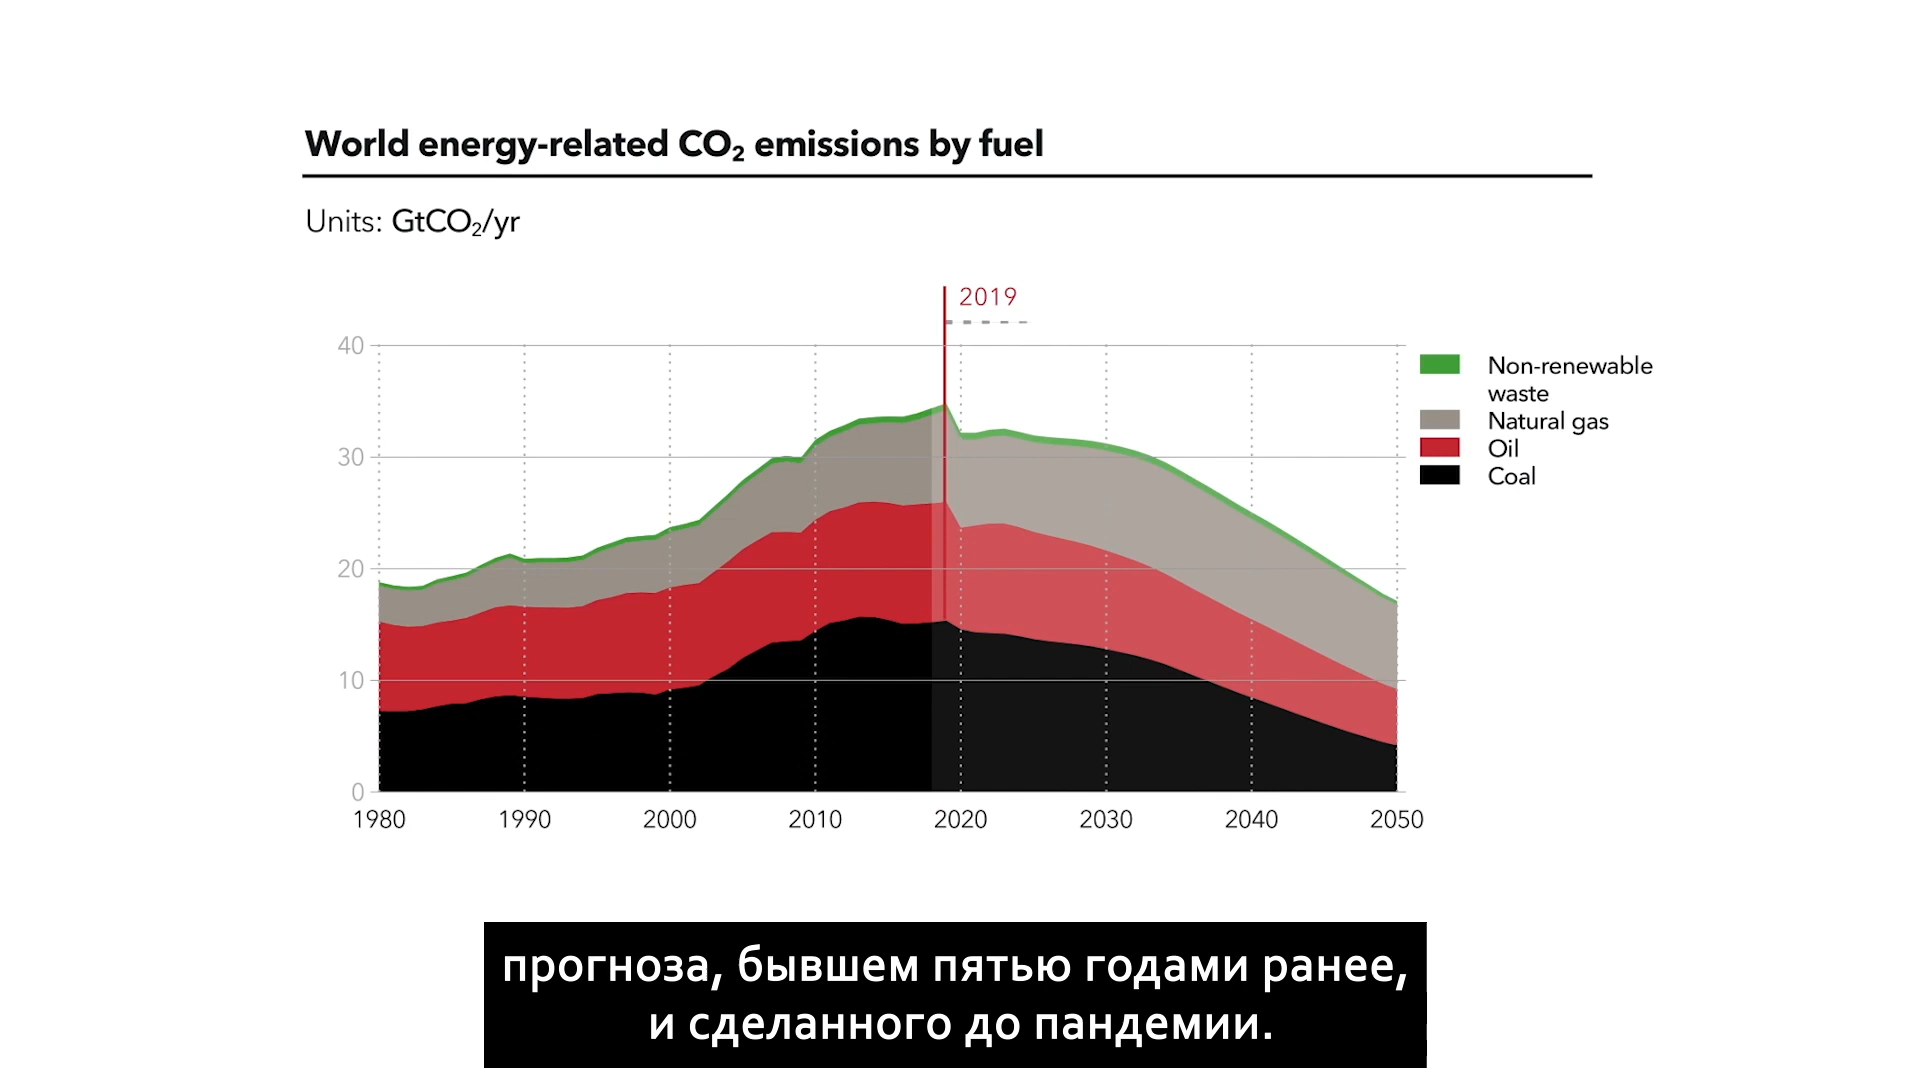 World energy-related CO₂ emissions by fuel
Units: GtCO₂/yr
2019
40
30
20
10
0
1980 1990 2000 2010 2020 2030 2040 2050
Non-renewable
waste
Natural gas
Oil
Coal
прогноза, бывшем пятью годами ранее,
и сделанного до пандемии.